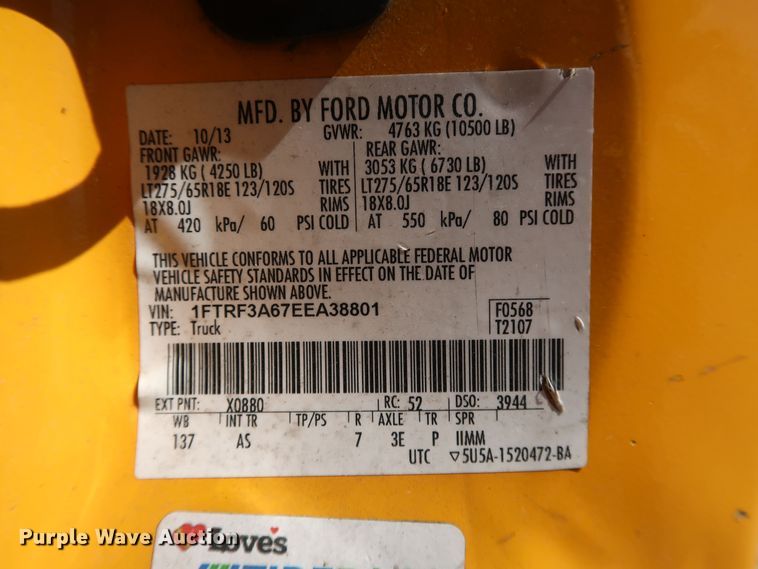 MFD. BY FORD MOTOR CO.
DATE: 10/13 GVWR: 4763 KG (10500 LB)
FRONT GAWR: REAR GAWR:
1928 KG ( 4250 LB) WITH 3053 KG ( 6730 LB) WITH
LT275/65R18E 123/120S TIRES LT275/65R18E 123/120S TIRES
18X8.0J RIMS 18X8.0J RIMS
AT 420 kPa/ 60 PSI COLD AT 550 kPa/ 80 PSI COLD
THIS VEHICLE CONFORMS TO ALL APPLICABLE FEDERAL MOTOR
VEHICLE SAFETY STANDARDS IN EFFECT ON THE DATE OF
MANUFACTURE SHOWN ABOVE.
VIN: 1FTRF3A67EEA38801 F0568
TYPE: Truck T2107
EXT PNT: X0880 RC: 52 DSO: 3944
WB INT TR TP/PS R AXLE TR SPR
137 AS 7 3E P IIMM
UTC ▽5U5A-1520472-BA
Love's
Purple Wave Auction